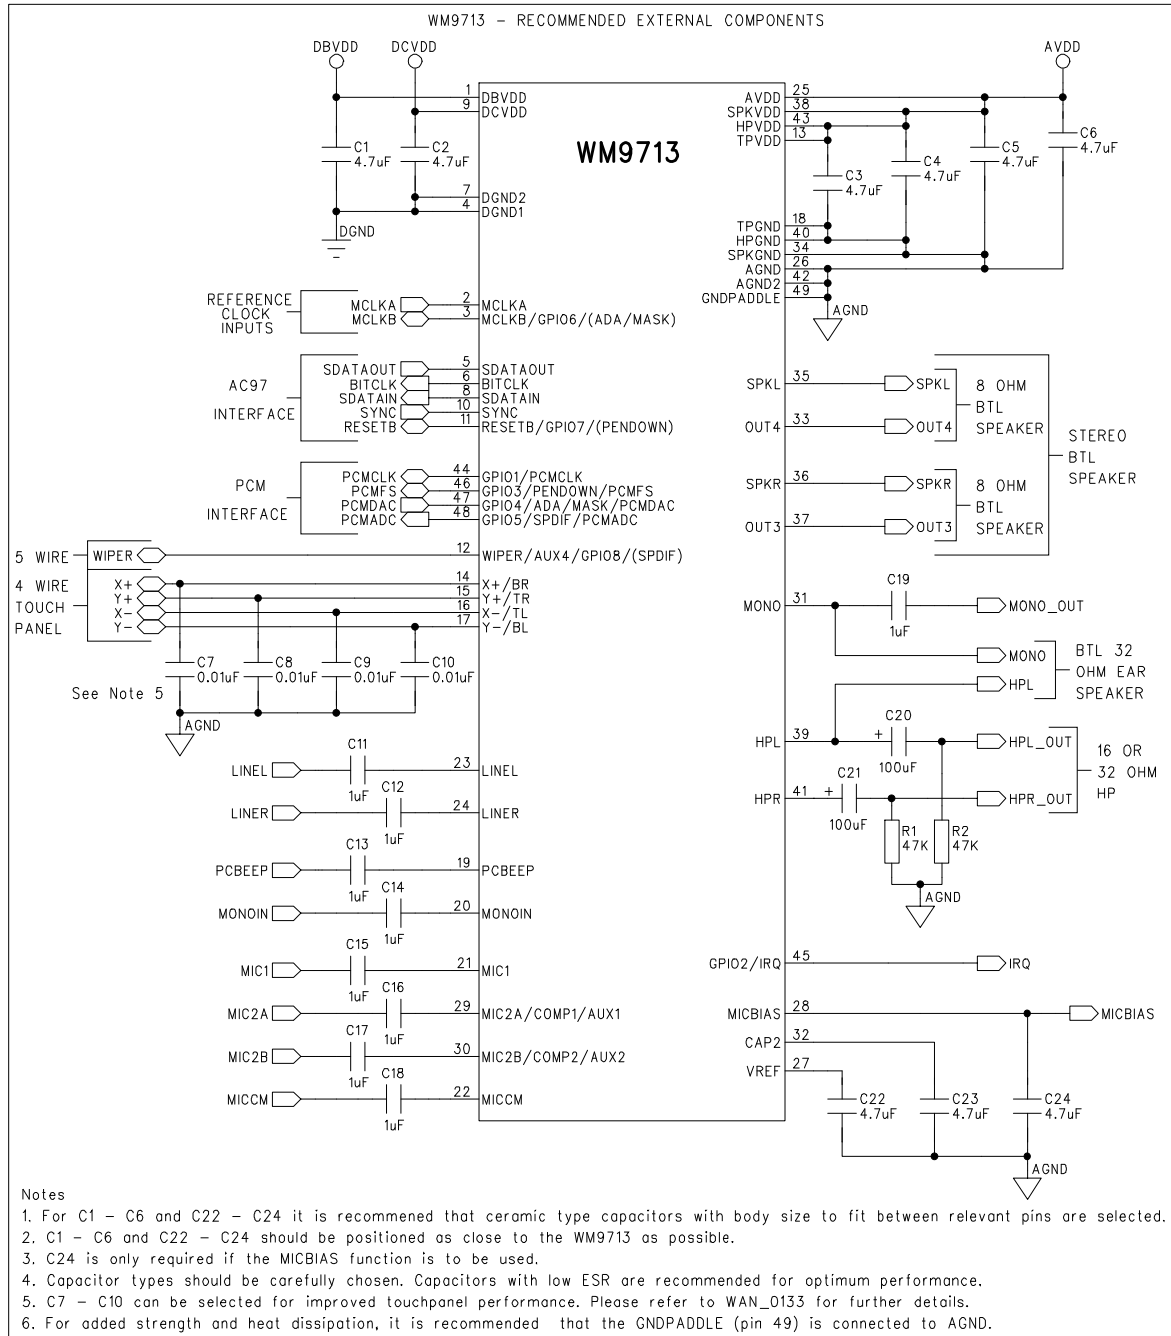 WM9713 - RECOMMENDED EXTERNAL COMPONENTS
DBVDD
DCVDD
AVDD
WM9713
1 DBVDD
9 DCVDD
C1
4.7uF
C2
4.7uF
7 DGND2
4 DGND1
DGND
AVDD 25
SPKVDD 38
HPVDD 43
TPVDD 13
C3
4.7uF
C4
4.7uF
C5
4.7uF
C6
4.7uF
TPGND 18
HPGND 40
SPKGND 34
AGND 26
AGND2 42
GNDPADDLE 49
AGND
REFERENCE
CLOCK
INPUTS
MCLKA 2 MCLKA
MCLKB 3 MCLKB/GPIO6/(ADA/MASK)
AC97
INTERFACE
SDATAOUT 5 SDATAOUT
BITCLK 6 BITCLK
SDATAIN 8 SDATAIN
SYNC 10 SYNC
RESETB 11 RESETB/GPIO7/(PENDOWN)
PCM
INTERFACE
PCMCLK 44 GPIO1/PCMCLK
PCMFS 46 GPIO3/PENDOWN/PCMFS
PCMDAC 47 GPIO4/ADA/MASK/PCMDAC
PCMADC 48 GPIO5/SPDIF/PCMADC
5 WIRE
WIPER 12 WIPER/AUX4/GPIO8/(SPDIF)
4 WIRE
TOUCH
PANEL
X+ 14 X+/BR
Y+ 15 Y+/TR
X- 16 X-/TL
Y- 17 Y-/BL
C7
0.01uF
C8
0.01uF
C9
0.01uF
C10
0.01uF
See Note 5
AGND
SPKL 35 SPKL
OUT4 33 OUT4
8 OHM
BTL
SPEAKER
SPKR 36 SPKR
OUT3 37 OUT3
8 OHM
BTL
SPEAKER
STEREO
BTL
SPEAKER
MONO 31 C19
1uF
MONO_OUT
MONO
HPL
BTL 32
OHM EAR
SPEAKER
HPL 39 + C20
100uF
HPL_OUT
HPR 41 + C21
100uF
HPR_OUT
16 OR
32 OHM
HP
R1
47K
R2
47K
AGND
LINEL C11
1uF
23 LINEL
LINER C12
1uF
24 LINER
PCBEEP C13
1uF
19 PCBEEP
MONOIN C14
1uF
20 MONOIN
MIC1 C15
1uF
21 MIC1
MIC2A C16
1uF
29 MIC2A/COMP1/AUX1
MIC2B C17
1uF
30 MIC2B/COMP2/AUX2
MICCM C18
1uF
22 MICCM
GPIO2/IRQ 45 IRQ
MICBIAS 28 MICBIAS
CAP2 32
VREF 27
C22
4.7uF
C23
4.7uF
C24
4.7uF
AGND
Notes
1. For C1 - C6 and C22 - C24 it is recommened that ceramic type capacitors with body size to fit between relevant pins are selected.
2. C1 - C6 and C22 - C24 should be positioned as close to the WM9713 as possible.
3. C24 is only required if the MICBIAS function is to be used.
4. Capacitor types should be carefully chosen. Capacitors with low ESR are recommended for optimum performance.
5. C7 - C10 can be selected for improved touchpanel performance. Please refer to WAN_0133 for further details.
6. For added strength and heat dissipation, it is recommended that the GNDPADDLE (pin 49) is connected to AGND.